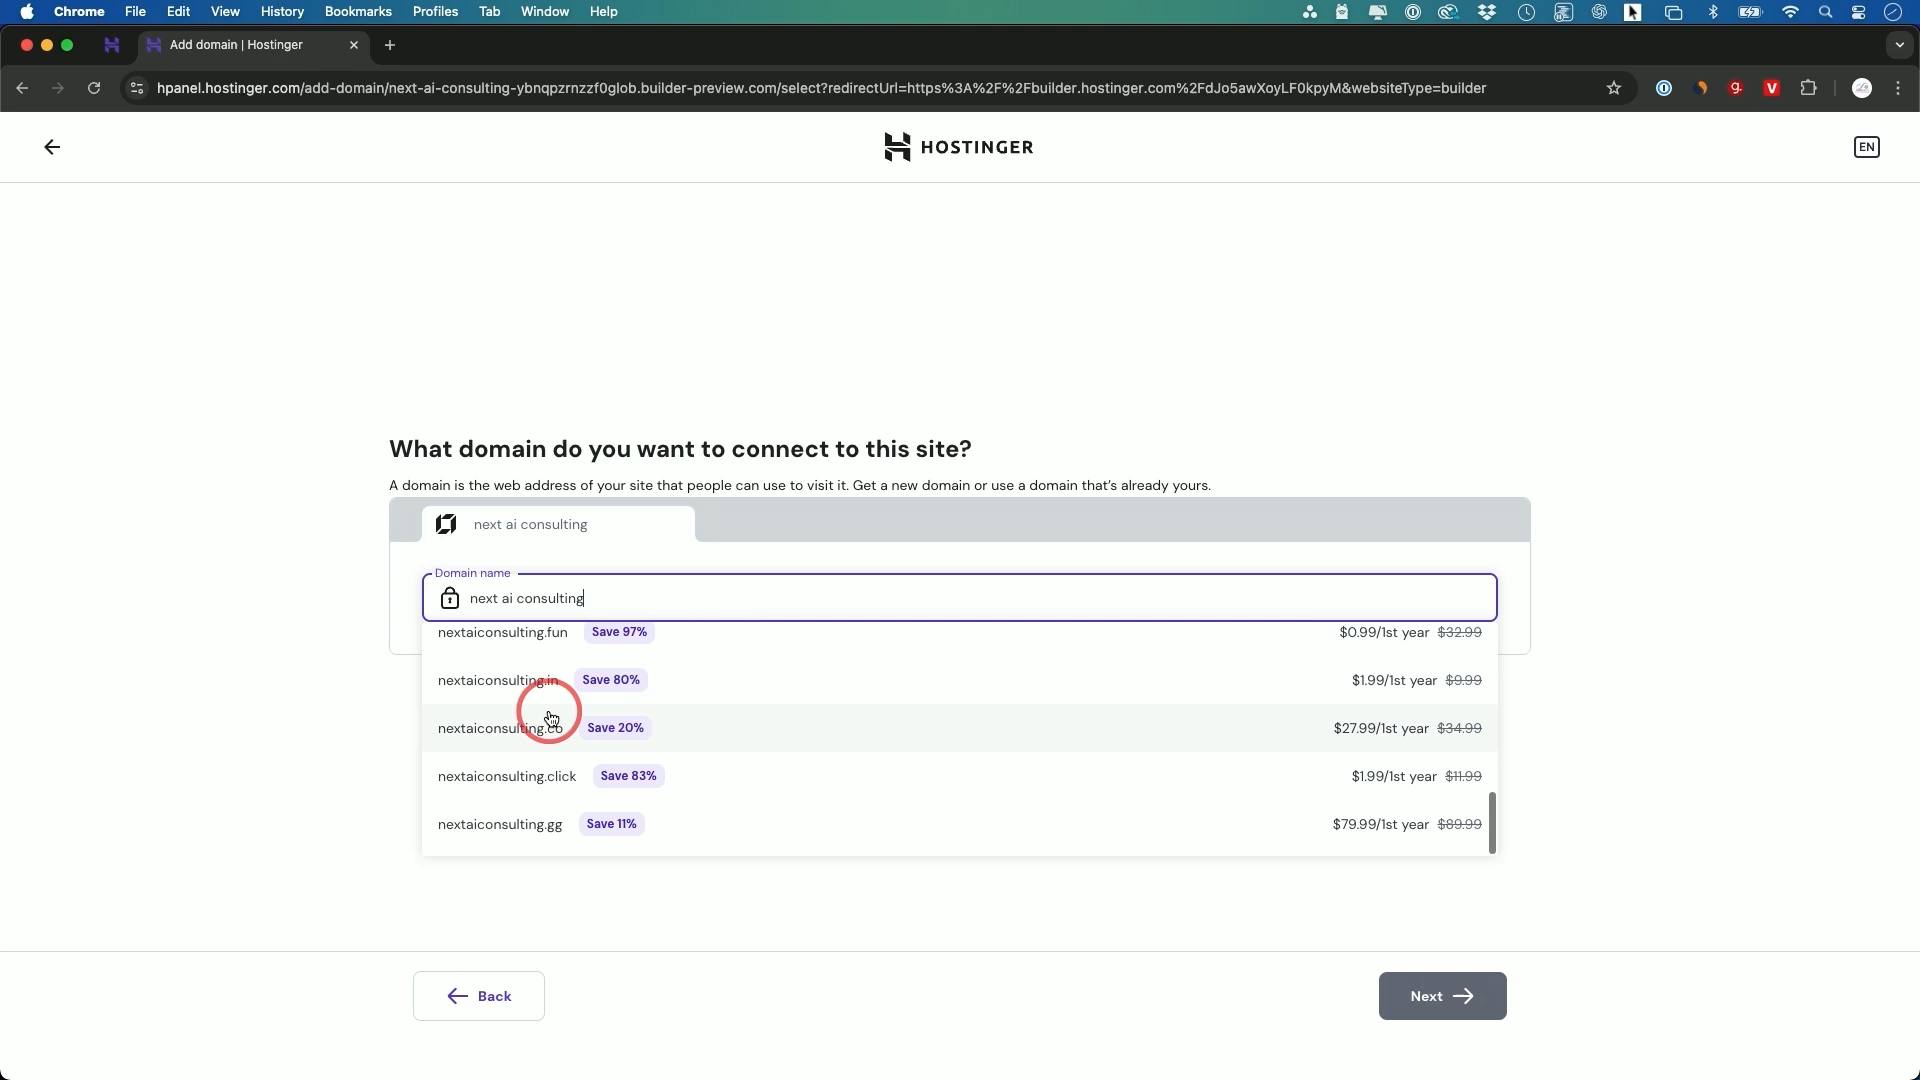 Chrome File Edit View History Bookmarks Profiles Tab Window Help
Add domain | Hostinger
hpanel.hostinger.com/add-domain/next-ai-consulting-ybnqpzrnzzf0glob.builder-preview.com/select?redirectUrl=https%3A%2F%2Fbuilder.hostinger.com%2FdJo5awXoyLF0kpyM&websiteType=builder
HOSTINGER
EN
What domain do you want to connect to this site?
A domain is the web address of your site that people can use to visit it. Get a new domain or use a domain that's already yours.
next ai consulting
Domain name
next ai consulting
nextaiconsulting.fun Save 97% $0.99/1st year $32.99
nextaiconsulting.in Save 80% $1.99/1st year $9.99
nextaiconsulting.co Save 20% $27.99/1st year $34.99
nextaiconsulting.click Save 83% $1.99/1st year $11.99
nextaiconsulting.gg Save 11% $79.99/1st year $89.99
Back
Next